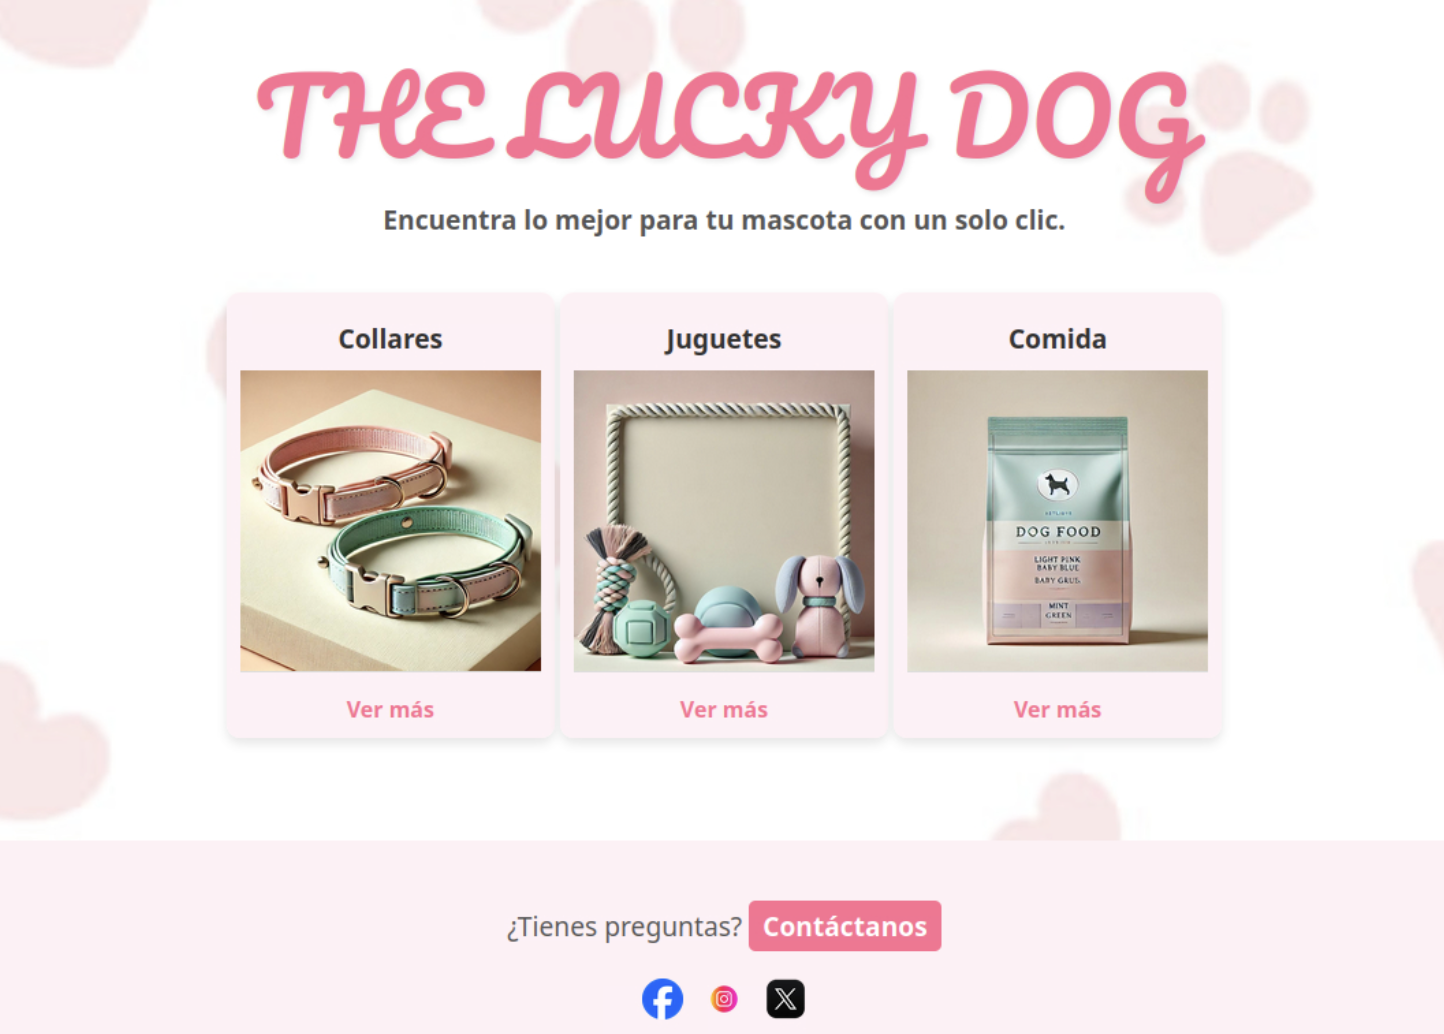 THE LUCKY DOG
Encuentra lo mejor para tu mascota con un solo clic.
Collares
Juguetes
Comida
DOG FOOD
LIGHT PINK
BABY BLUE
BABY GRUL
MINT
GREEN
Ver más
Ver más
Ver más
¿Tienes preguntas? Contáctanos